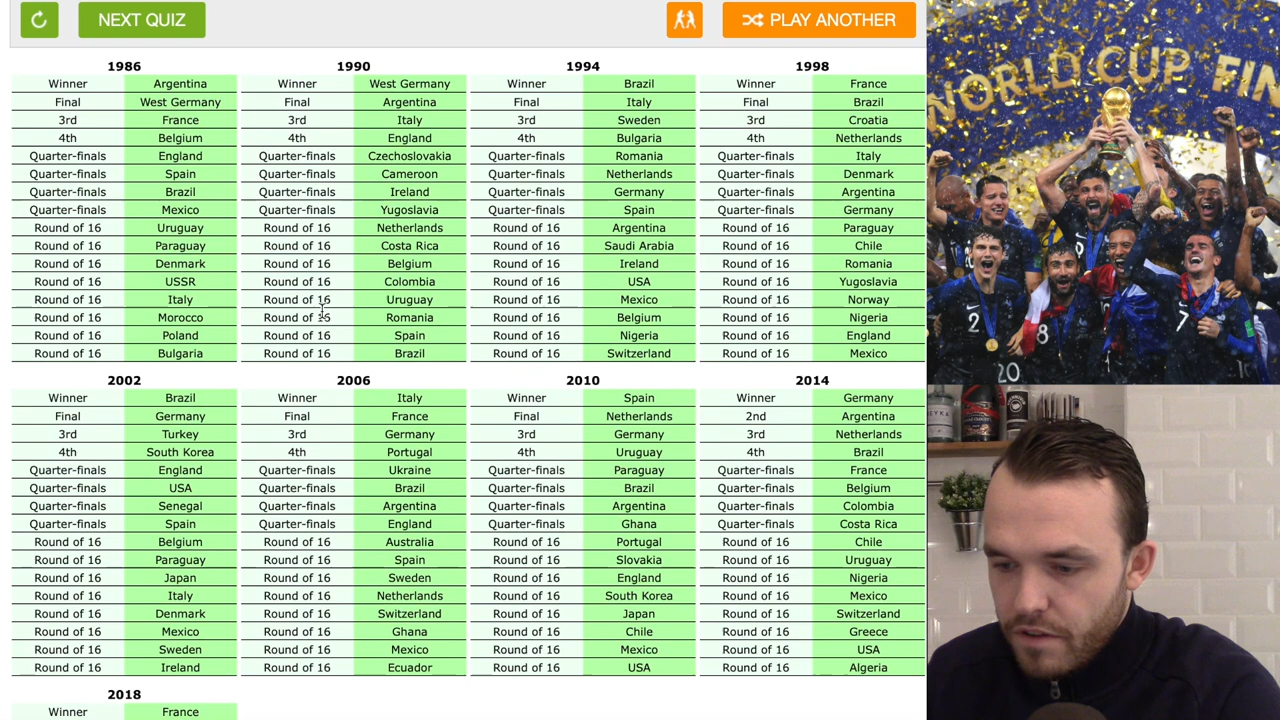 NEXT QUIZ
PLAY ANOTHER
1986 1990 1994 1998
Winner Argentina Winner West Germany Winner Brazil Winner France
Final West Germany Final Argentina Final Italy Final Brazil
3rd France 3rd Italy 3rd Sweden 3rd Croatia
4th Belgium 4th England 4th Bulgaria 4th Netherlands
Quarter-finals England Quarter-finals Czechoslovakia Quarter-finals Romania Quarter-finals Italy
Quarter-finals Spain Quarter-finals Cameroon Quarter-finals Netherlands Quarter-finals Denmark
Quarter-finals Brazil Quarter-finals Ireland Quarter-finals Germany Quarter-finals Argentina
Quarter-finals Mexico Quarter-finals Yugoslavia Quarter-finals Spain Quarter-finals Germany
Round of 16 Uruguay Round of 16 Netherlands Round of 16 Argentina Round of 16 Paraguay
Round of 16 Paraguay Round of 16 Costa Rica Round of 16 Saudi Arabia Round of 16 Chile
Round of 16 Denmark Round of 16 Belgium Round of 16 Ireland Round of 16 Romania
Round of 16 USSR Round of 16 Colombia Round of 16 USA Round of 16 Yugoslavia
Round of 16 Italy Round of 16 Uruguay Round of 16 Mexico Round of 16 Norway
Round of 16 Morocco Round of 16 Romania Round of 16 Belgium Round of 16 Nigeria
Round of 16 Poland Round of 16 Spain Round of 16 Nigeria Round of 16 England
Round of 16 Bulgaria Round of 16 Brazil Round of 16 Switzerland Round of 16 Mexico
2002 2006 2010 2014
Winner Brazil Winner Italy Winner Spain Winner Germany
Final Germany Final France Final Netherlands 2nd Argentina
3rd Turkey 3rd Germany 3rd Germany 3rd Netherlands
4th South Korea 4th Portugal 4th Uruguay 4th Brazil
Quarter-finals England Quarter-finals Ukraine Quarter-finals Paraguay Quarter-finals France
Quarter-finals USA Quarter-finals Brazil Quarter-finals Brazil Quarter-finals Belgium
Quarter-finals Senegal Quarter-finals Argentina Quarter-finals Argentina Quarter-finals Colombia
Quarter-finals Spain Quarter-finals England Quarter-finals Ghana Quarter-finals Costa Rica
Round of 16 Belgium Round of 16 Australia Round of 16 Portugal Round of 16 Chile
Round of 16 Paraguay Round of 16 Spain Round of 16 Slovakia Round of 16 Uruguay
Round of 16 Japan Round of 16 Sweden Round of 16 England Round of 16 Nigeria
Round of 16 Italy Round of 16 Netherlands Round of 16 South Korea Round of 16 Mexico
Round of 16 Denmark Round of 16 Switzerland Round of 16 Japan Round of 16 Switzerland
Round of 16 Mexico Round of 16 Ghana Round of 16 Chile Round of 16 Greece
Round of 16 Sweden Round of 16 Mexico Round of 16 Mexico Round of 16 USA
Round of 16 Ireland Round of 16 Ecuador Round of 16 USA Round of 16 Algeria
2018
Winner France
WORLD CUP FIN
9
2
8
7
20